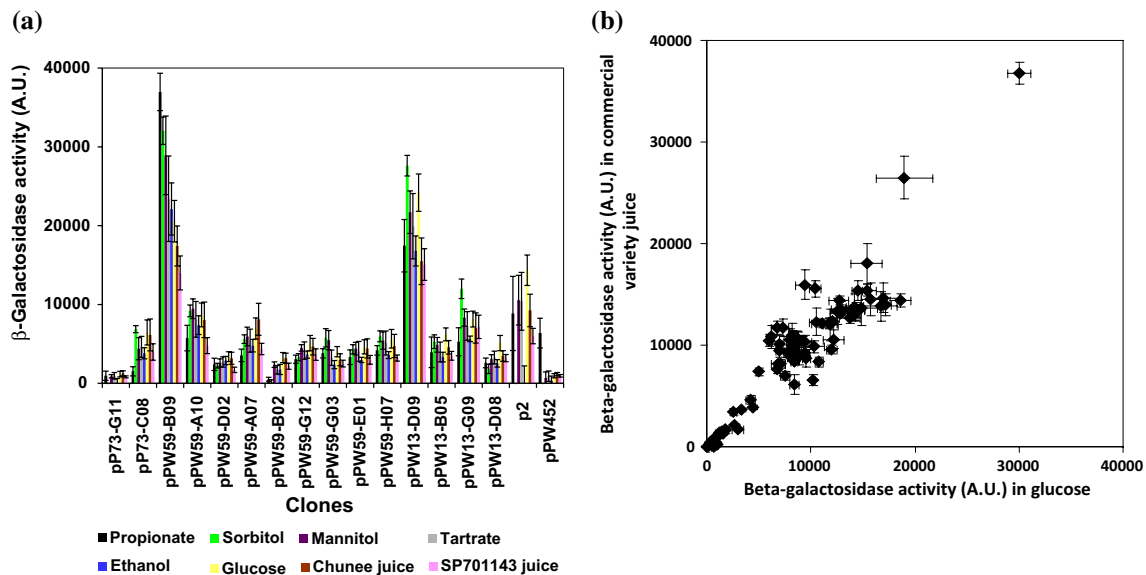 (a)
β-Galactosidase activity (A.U.)
40000
30000
20000
10000
0
pP73-G11
pP73-C08
pPW59-B09
pPW59-A10
pPW59-D02
pPW59-A07
pPW59-B02
pPW59-G12
pPW59-G03
pPW59-E01
pPW59-H07
pPW13-D09
pPW13-B05
pPW13-G09
pPW13-D08
p2
pPW452
Clones
Propionate
Sorbitol
Mannitol
Tartrate
Ethanol
Glucose
Chunee juice
SP701143 juice
(b)
Beta-galactosidase activity (A.U.) in commercial
variety juice
40000
30000
20000
10000
0
0
10000
20000
30000
40000
Beta-galactosidase activity (A.U.) in glucose